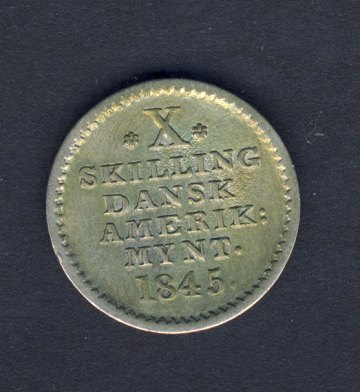 X
SKILLING
DANSK
AMERIK:
MYNT.
1845.